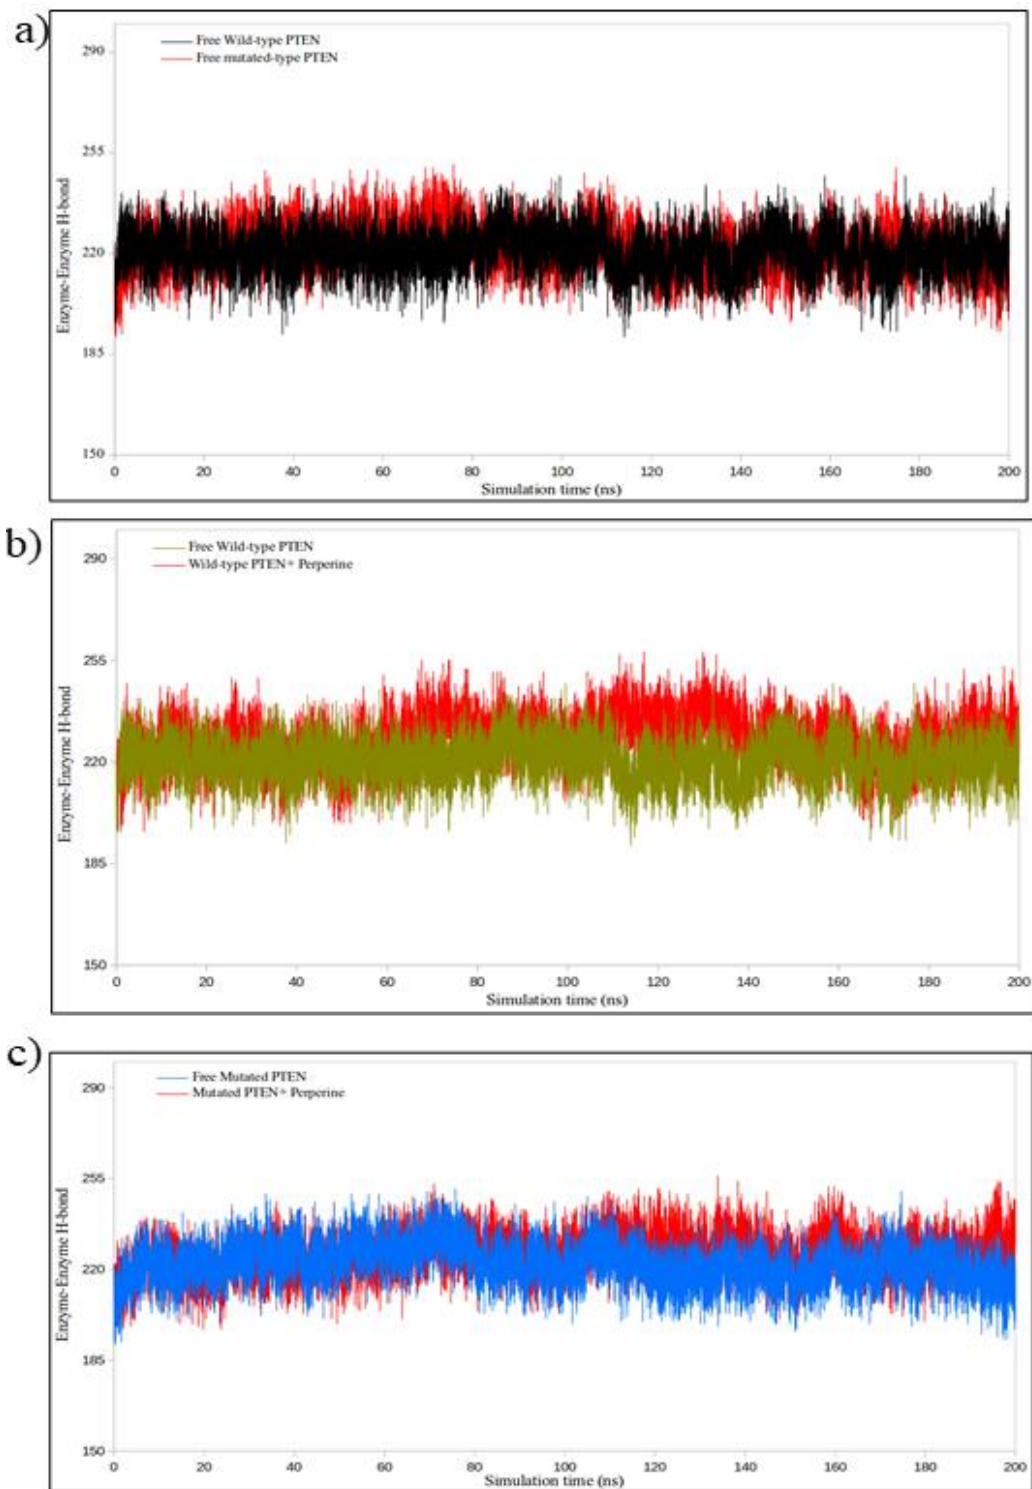 a)
Free Wild-type PTEN
Free mutated-type PTEN
290
255
220
185
150
Enzyme-Enzyme H-bond
0 20 40 60 80 100 120 140 160 180 200
Simulation time (ns)
b)
Free Wild-type PTEN
Wild-type PTEN+ Perperine
290
255
220
185
150
Enzyme-Enzyme H-bond
0 20 40 60 80 100 120 140 160 180 200
Simulation time (ns)
c)
Free Mutated PTEN
Mutated PTEN+ Perperine
290
255
220
185
150
Enzyme-Enzyme H-bond
0 20 40 60 80 100 120 140 160 180 200
Simulation time (ns)